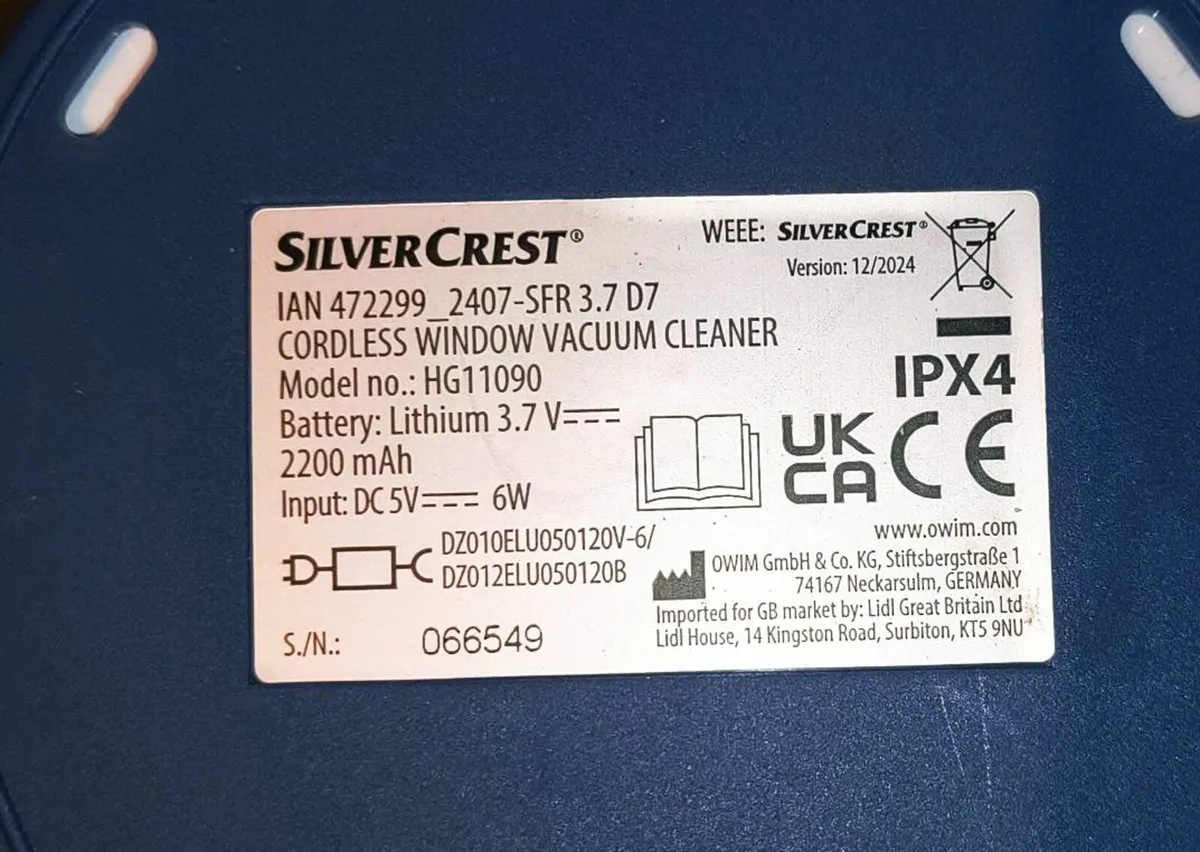 SILVERCREST®
WEEE: SILVERCREST®
Version: 12/2024
IAN 472299_2407-SFR 3.7 D7
CORDLESS WINDOW VACUUM CLEANER
Model no.: HG11090
Battery: Lithium 3.7 V
2200 mAh
Input: DC 5V 6W
IPX4
UK
CA
CE
DZ010ELU050120V-6/
DZ012ELU050120B
S./N.: 066549
www.owim.com
OWIM GmbH & Co. KG, Stiftsbergstraße 1
74167 Neckarsulm, GERMANY
Imported for GB market by: Lidl Great Britain Ltd
Lidl House, 14 Kingston Road, Surbiton, KT5 9NU